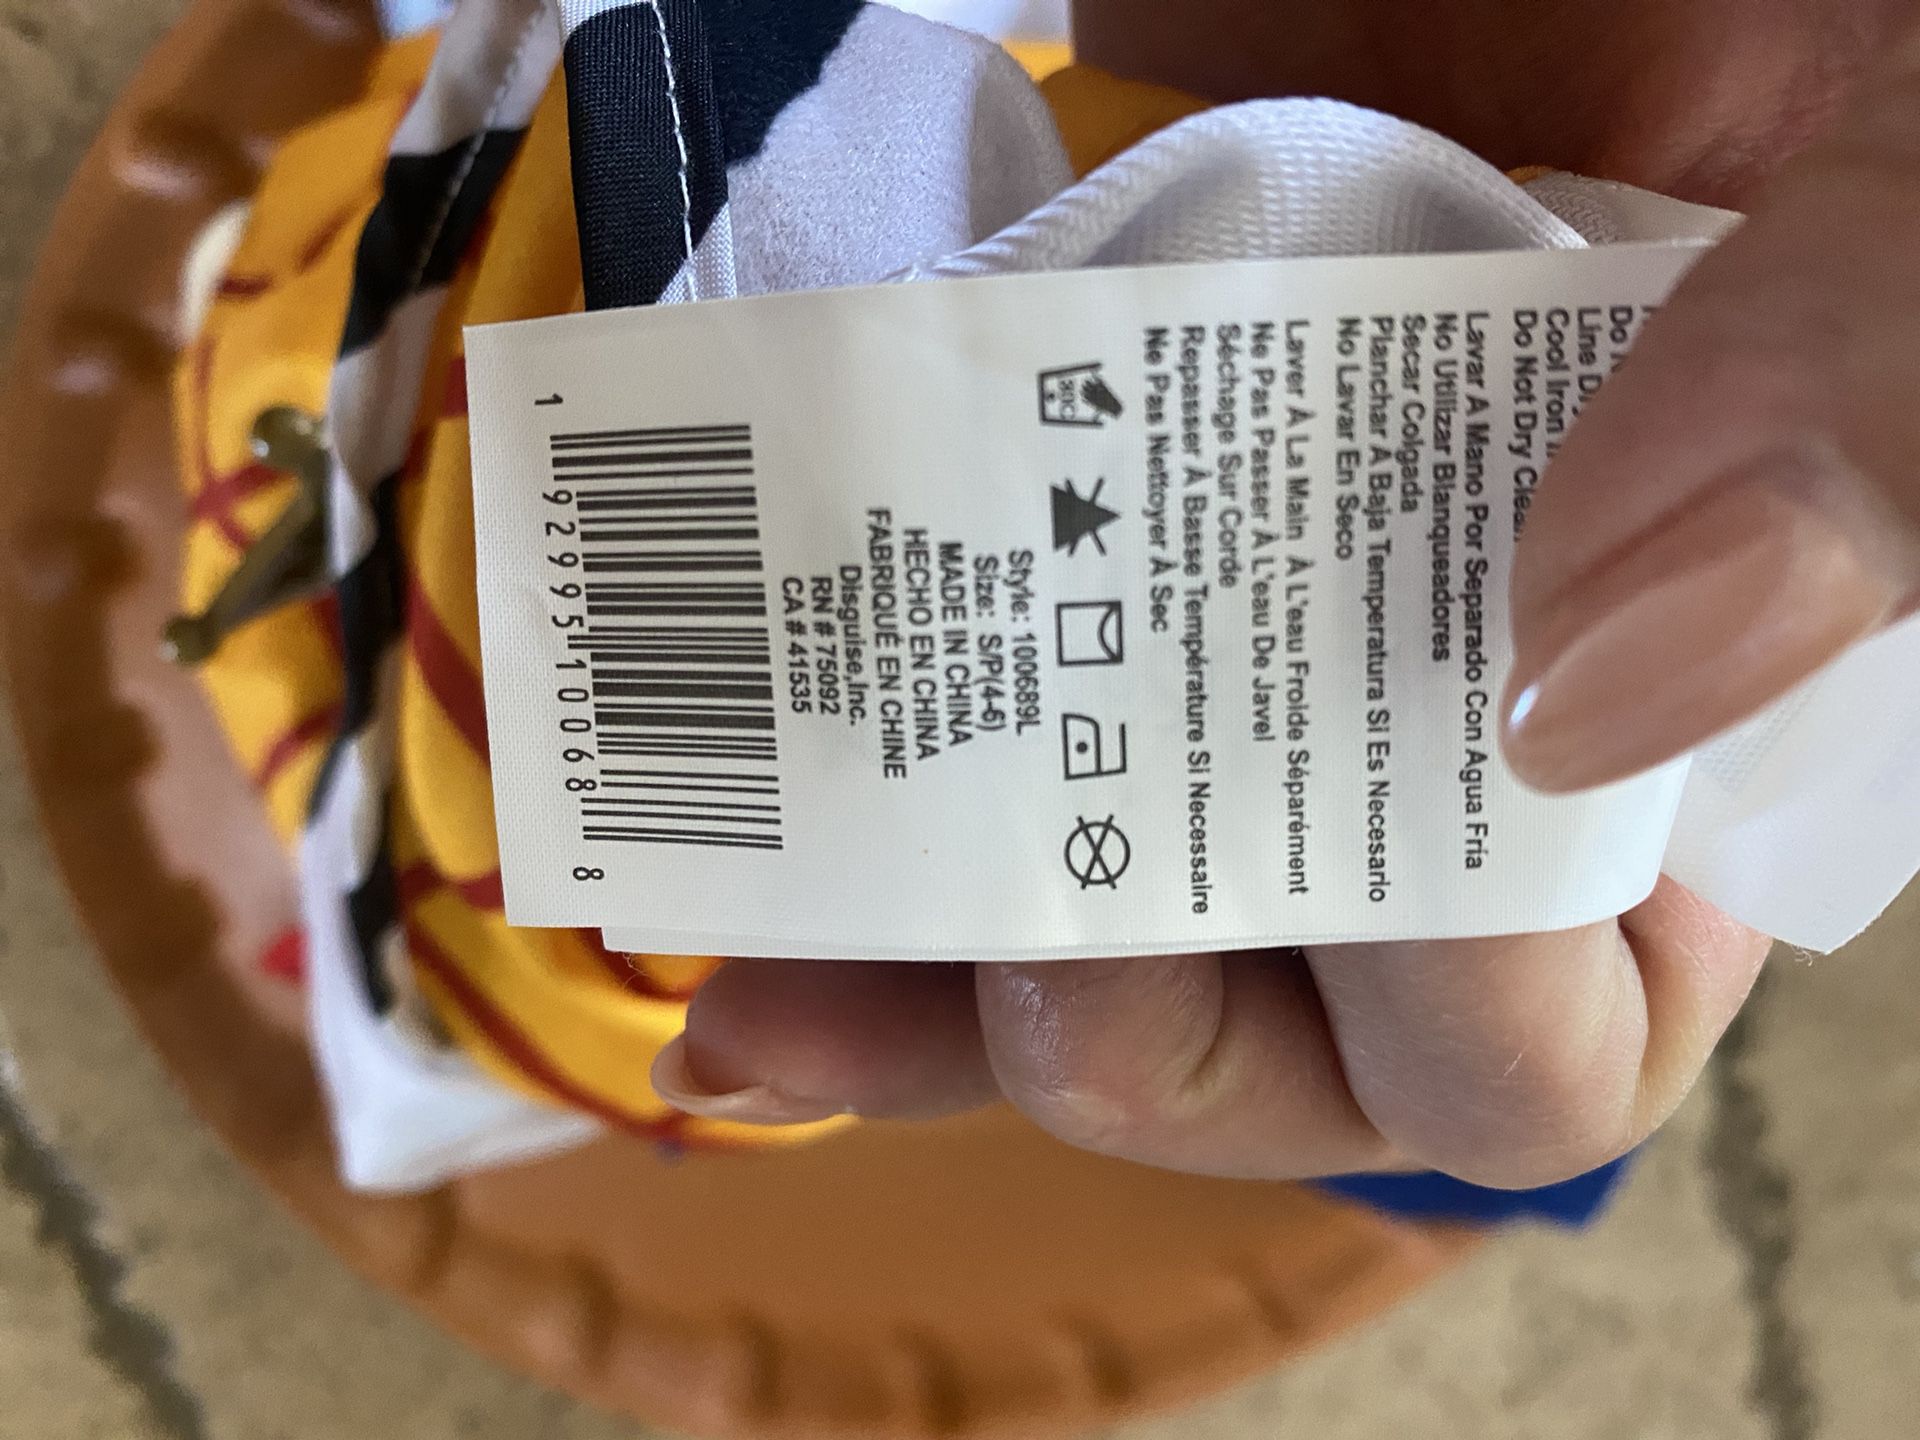 Do
Line
Cool Iron
Do Not Dry
Lavar A Mano Por Separado Con Agua Fría
No Utilizar Blanqueadores
Secar Colgada
Planchar A Baja Temperatura Si Es Necesario
No Lavar En Seco
Laver À La Main À L'eau Froide Séparément
Ne Pas Passer À L'eau De Javel
Séchage Sur Corde
Repasser À Basse Température Si Necessaire
Ne Pas Nettoyer À Sec
30C
Style: 100689L
Size: S/P(4-6)
MADE IN CHINA
HECHO EN CHINA
FABRIQUÉ EN CHINE
Disguise,Inc.
RN # 75092
CA # 41535
1 92995 10068 8